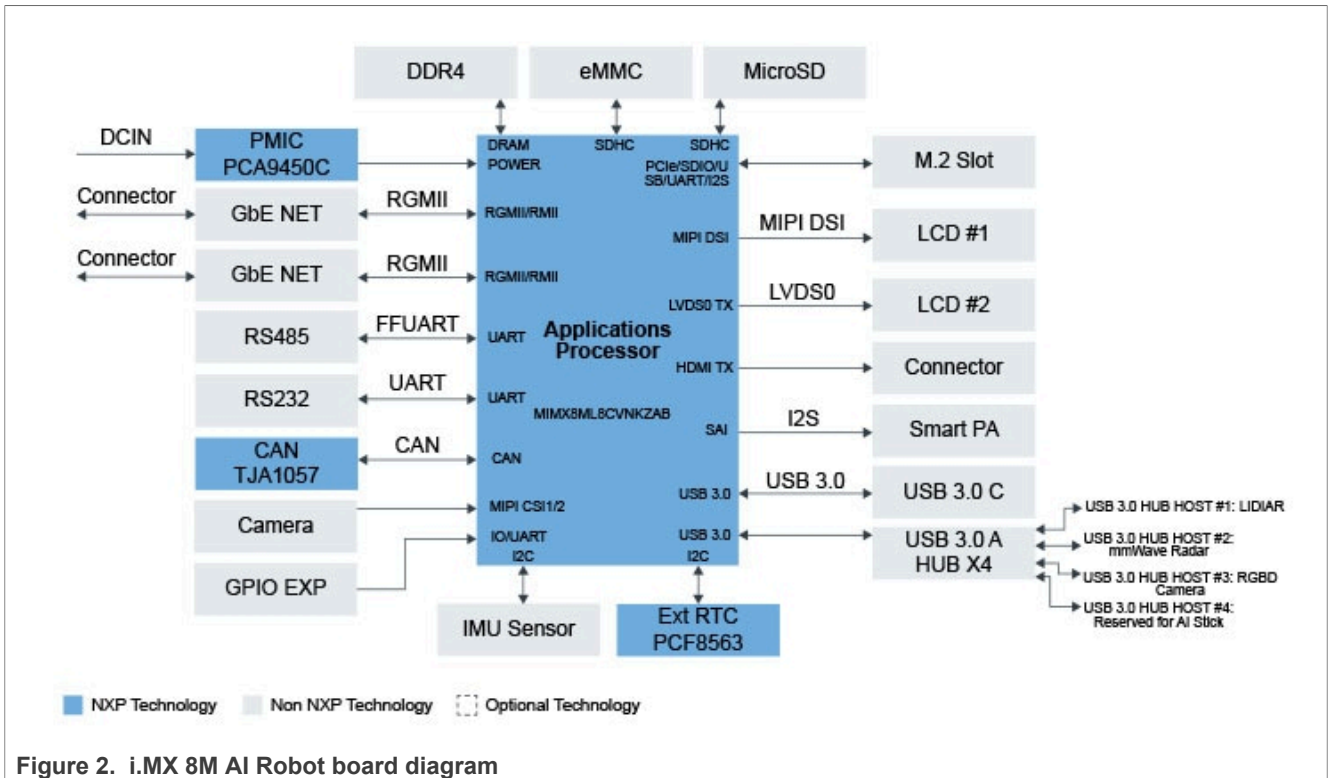 DDR4
eMMC
MicroSD
DCIN
PMIC
PCA9450C
DRAM
POWER
SDHC
SDHC
PCIe/SDIO/U
SB/UART/I2S
M.2 Slot
Connector
GbE NET
RGMII
RGMII/RMII
MIPI DSI
MIPI DSI
LCD #1
Connector
GbE NET
RGMII
RGMII/RMII
LVDS0 TX
LVDS0
LCD #2
RS485
FFUART
UART
Applications
Processor
HDMI TX
Connector
RS232
UART
UART
MIMX8ML8CVNKZAB
SAI
I2S
Smart PA
CAN
TJA1057
CAN
CAN
USB 3.0
USB 3.0
USB 3.0 C
Camera
MIPI CSI1/2
IO/UART
I2C
USB 3.0
I2C
USB 3.0 A
HUB X4
USB 3.0 HUB HOST #1: LIDIAR
USB 3.0 HUB HOST #2:
mmWave Radar
USB 3.0 HUB HOST #3: RGBD
Camera
USB 3.0 HUB HOST #4:
Reserved for AI Stick
GPIO EXP
IMU Sensor
Ext RTC
PCF8563
NXP Technology
Non NXP Technology
Optional Technology
Figure 2. i.MX 8M AI Robot board diagram